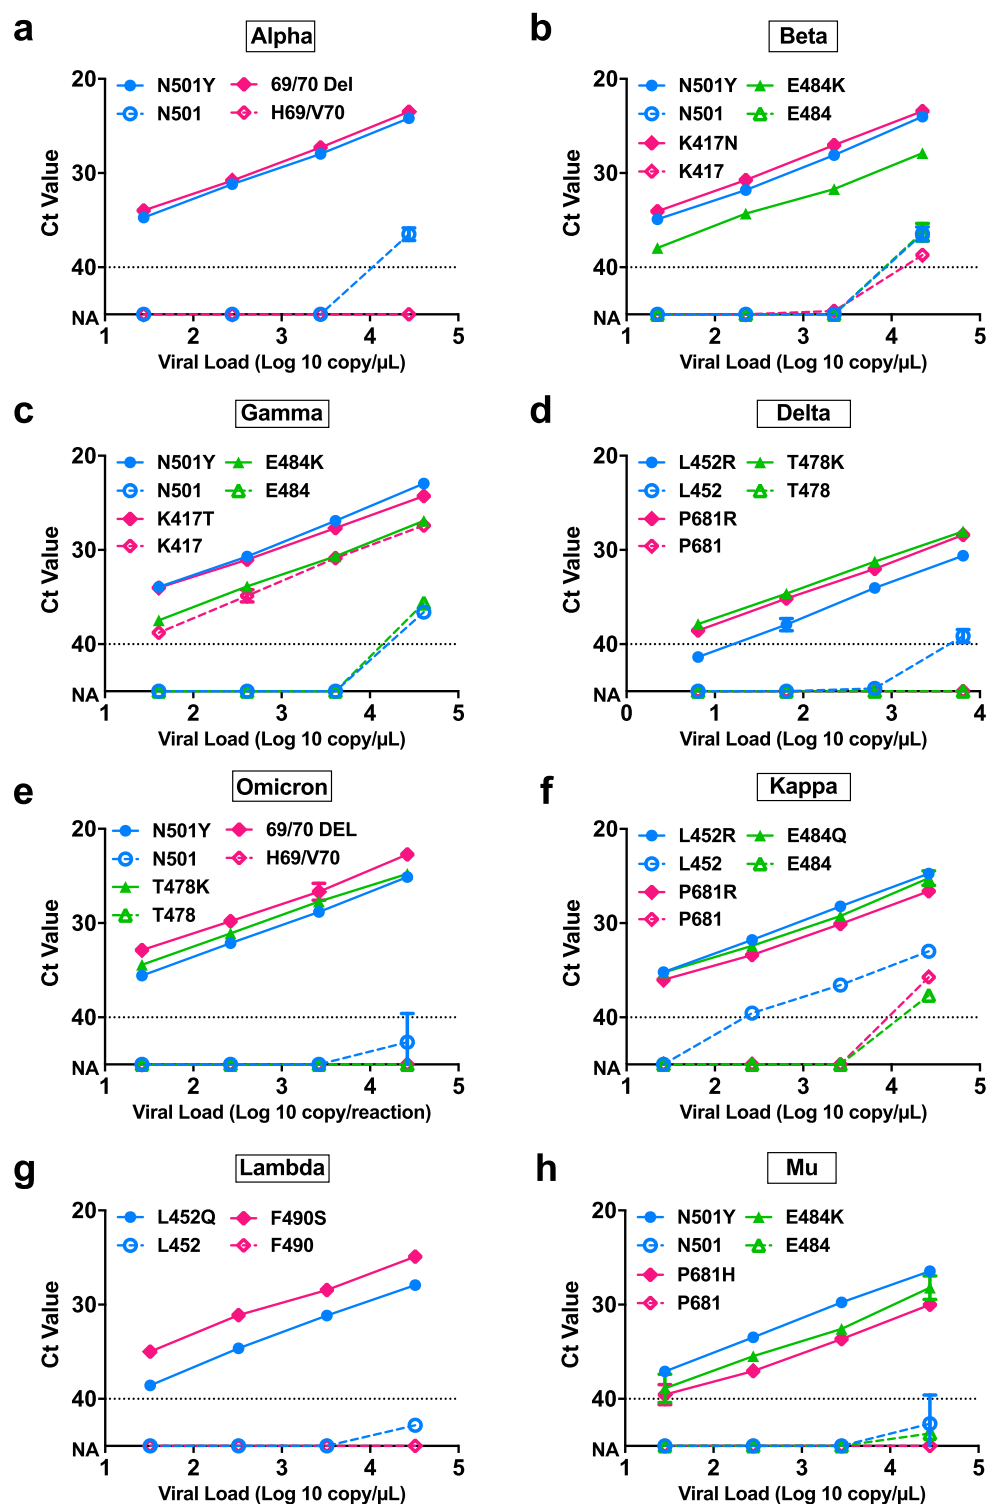 a
Alpha
20
30
40
NA
Ct Value
N501Y
69/70 Del
N501
H69/V70
1 2 3 4 5
Viral Load (Log 10 copy/µL)
b
Beta
20
30
40
NA
Ct Value
N501Y
E484K
N501
E484
K417N
K417
1 2 3 4 5
Viral Load (Log 10 copy/µL)
c
Gamma
20
30
40
NA
Ct Value
N501Y
E484K
N501
E484
K417T
K417
1 2 3 4 5
Viral Load (Log 10 copy/µL)
d
Delta
20
30
40
NA
Ct Value
L452R
T478K
L452
T478
P681R
P681
0 1 2 3 4
Viral Load (Log 10 copy/µL)
e
Omicron
20
30
40
NA
Ct Value
N501Y
69/70 DEL
N501
H69/V70
T478K
T478
1 2 3 4 5
Viral Load (Log 10 copy/reaction)
f
Kappa
20
30
40
NA
Ct Value
L452R
E484Q
L452
E484
P681R
P681
1 2 3 4 5
Viral Load (Log 10 copy/µL)
g
Lambda
20
30
40
NA
Ct Value
L452Q
F490S
L452
F490
1 2 3 4 5
Viral Load (Log 10 copy/µL)
h
Mu
20
30
40
NA
Ct Value
N501Y
E484K
N501
E484
P681H
P681
1 2 3 4 5
Viral Load (Log 10 copy/µL)